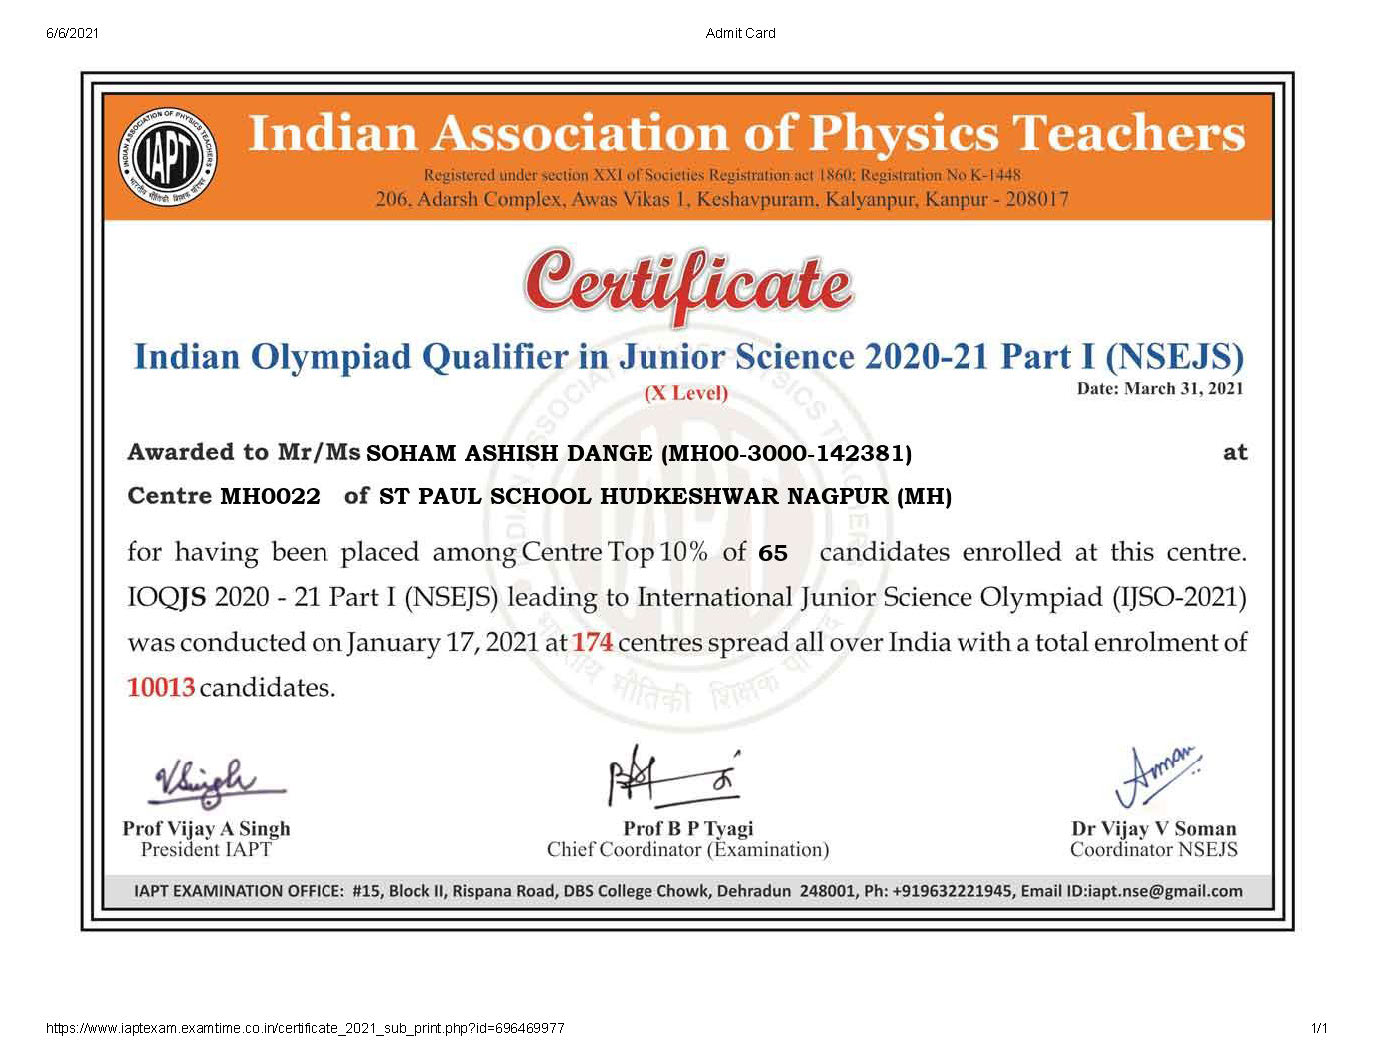 6/6/2021
Admit Card
INDIAN ASSOCIATION OF PHYSICS TEACHERS
IAPT
भारतीय भौतिकी शिक्षक परिषद
Indian Association of Physics Teachers
Registered under section XXI of Societies Registration act 1860; Registration No K-1448
206, Adarsh Complex, Awas Vikas 1, Keshavpuram, Kalyanpur, Kanpur - 208017
Certificate
Indian Olympiad Qualifier in Junior Science 2020-21 Part I (NSEJS)
(X Level)
Date: March 31, 2021
Awarded to Mr/Ms SOHAM ASHISH DANGE (MH00-3000-142381) at
Centre MH0022 of ST PAUL SCHOOL HUDKESHWAR NAGPUR (MH)
for having been placed among Centre Top 10% of 65 candidates enrolled at this centre.
IOQJS 2020 - 21 Part I (NSEJS) leading to International Junior Science Olympiad (IJSO-2021)
was conducted on January 17, 2021 at 174 centres spread all over India with a total enrolment of
10013 candidates.
Prof Vijay A Singh
President IAPT
Prof B P Tyagi
Chief Coordinator (Examination)
Dr Vijay V Soman
Coordinator NSEJS
IAPT EXAMINATION OFFICE: #15, Block II, Rispana Road, DBS College Chowk, Dehradun 248001, Ph: +919632221945, Email ID:iapt.nse@gmail.com
https://www.iaptexam.examtime.co.in/certificate_2021_sub_print.php?id=696469977
1/1